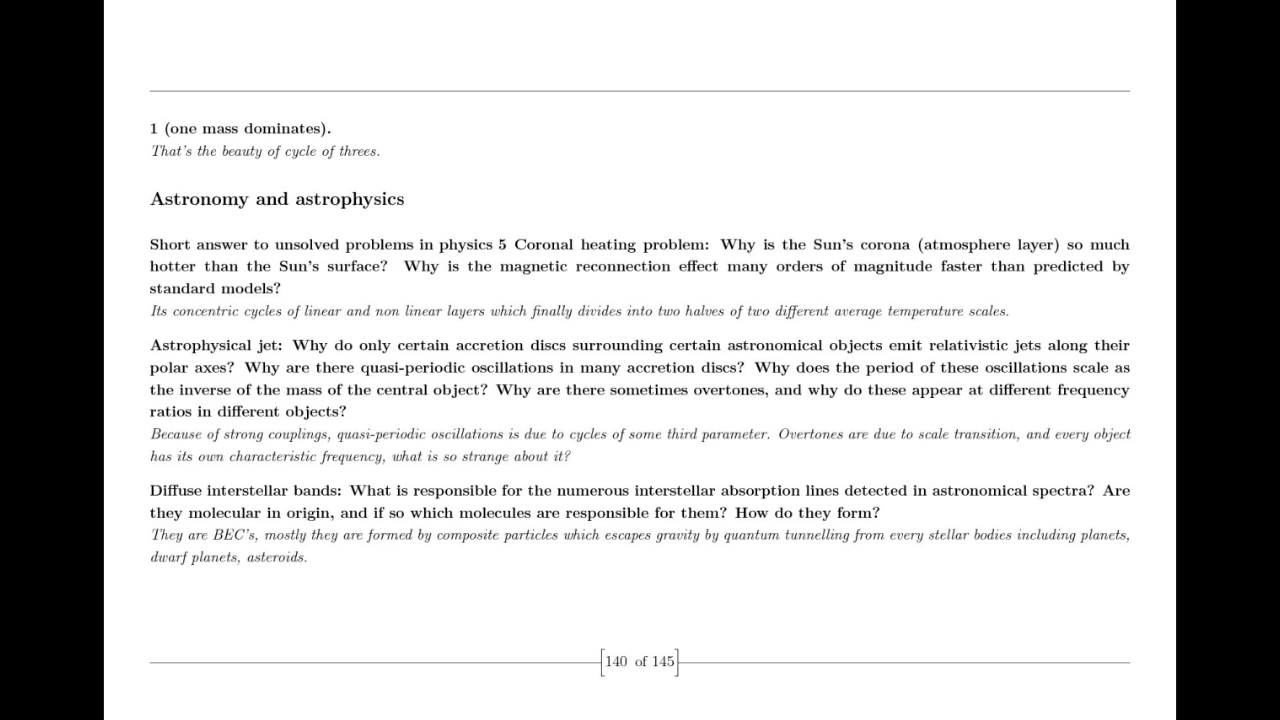 1 (one mass dominates).
That's the beauty of cycle of threes.
Astronomy and astrophysics
Short answer to unsolved problems in physics 5 Coronal heating problem: Why is the Sun's corona (atmosphere layer) so much
hotter than the Sun's surface? Why is the magnetic reconnection effect many orders of magnitude faster than predicted by
standard models?
Its concentric cycles of linear and non linear layers which finally divides into two halves of two different average temperature scales.
Astrophysical jet: Why do only certain accretion discs surrounding certain astronomical objects emit relativistic jets along their
polar axes? Why are there quasi-periodic oscillations in many accretion discs? Why does the period of these oscillations scale as
the inverse of the mass of the central object? Why are there sometimes overtones, and why do these appear at different frequency
ratios in different objects?
Because of strong couplings, quasi-periodic oscillations is due to cycles of some third parameter. Overtones are due to scale transition, and every object
has its own characteristic frequency, what is so strange about it?
Diffuse interstellar bands: What is responsible for the numerous interstellar absorption lines detected in astronomical spectra? Are
they molecular in origin, and if so which molecules are responsible for them? How do they form?
They are BEC's, mostly they are formed by composite particles which escapes gravity by quantum tunnelling from every stellar bodies including planets,
dwarf planets, asteroids.
140 of 145